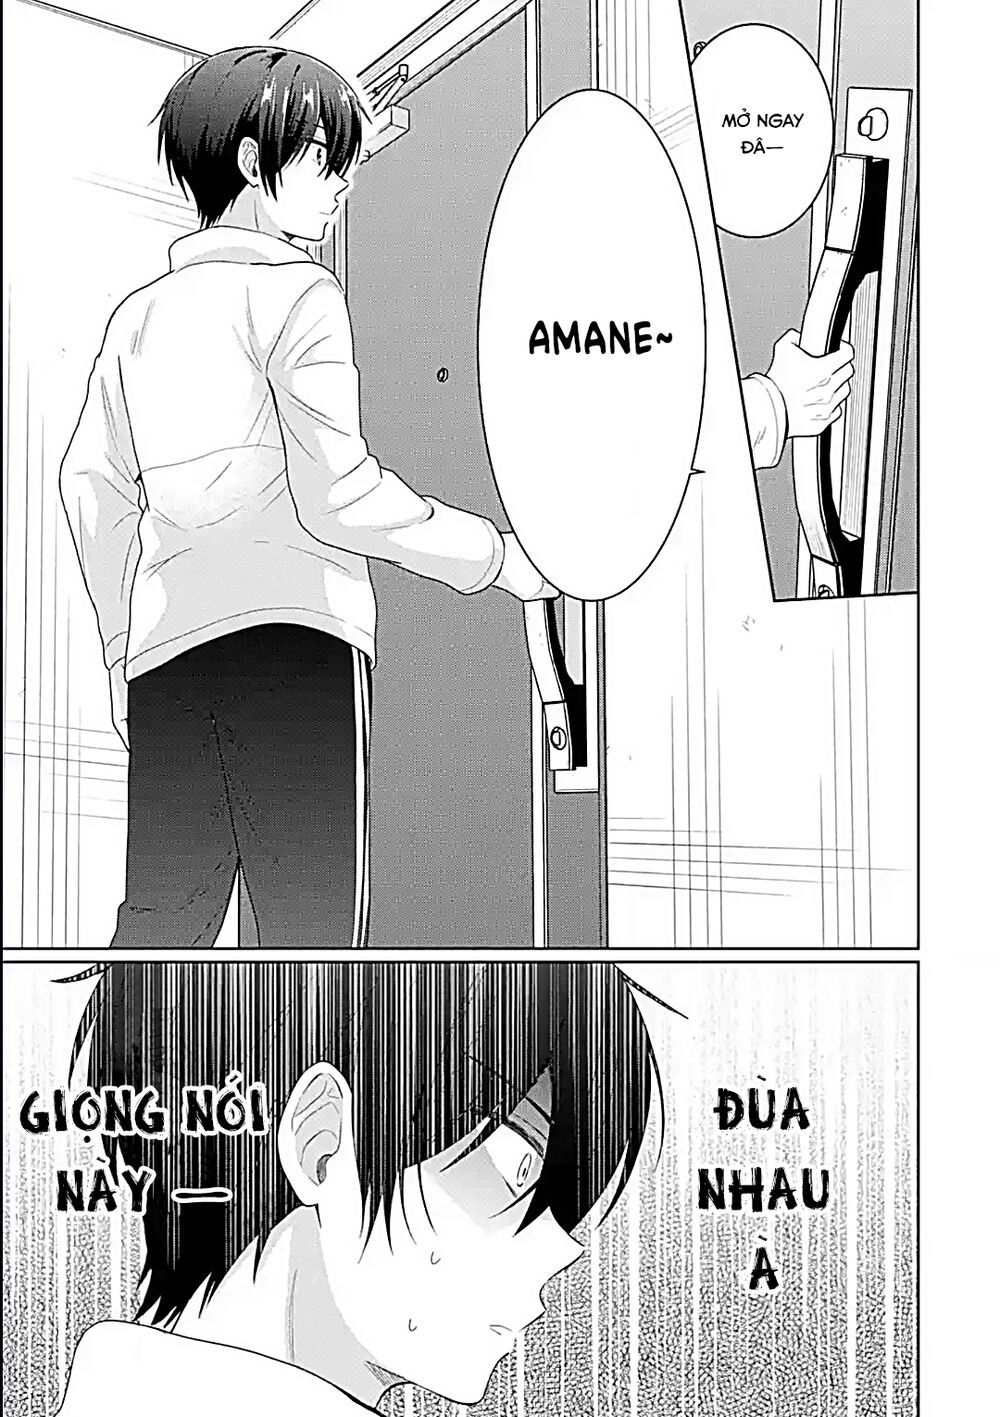 MỞ NGAY
ĐÂ—
AMANE~
ĐÙA
NHAU
À
GIỌNG NÓI
NÀY —